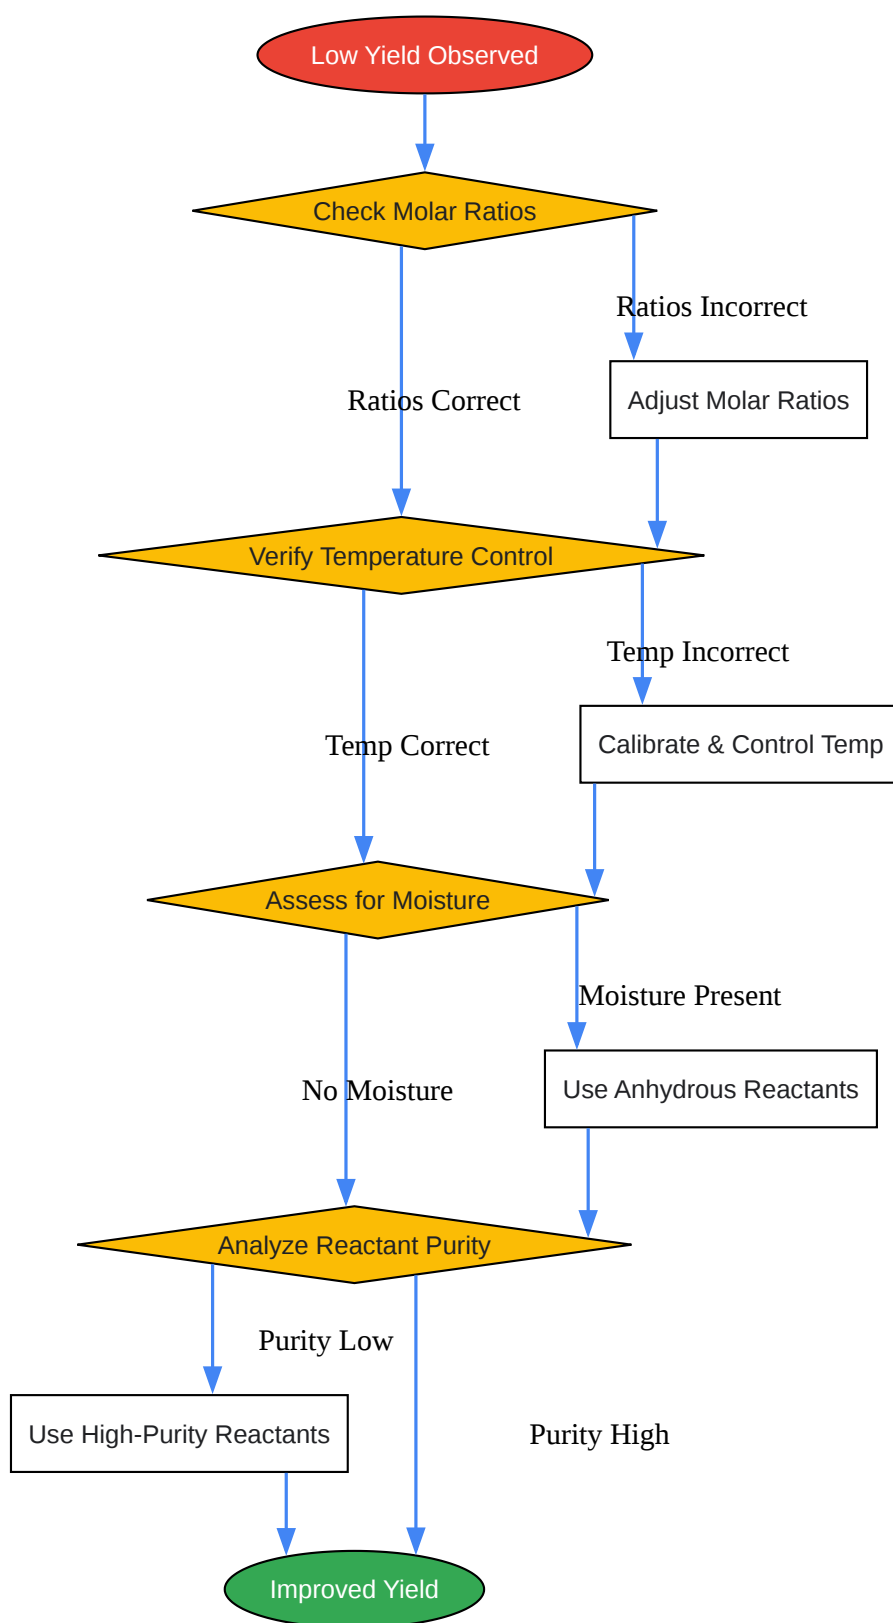 Low Yield Observed
Check Molar Ratios
Ratios Incorrect
Ratios Correct
Adjust Molar Ratios
Verify Temperature Control
Temp Incorrect
Temp Correct
Calibrate & Control Temp
Assess for Moisture
Moisture Present
No Moisture
Use Anhydrous Reactants
Analyze Reactant Purity
Purity Low
Use High-Purity Reactants
Purity High
Improved Yield